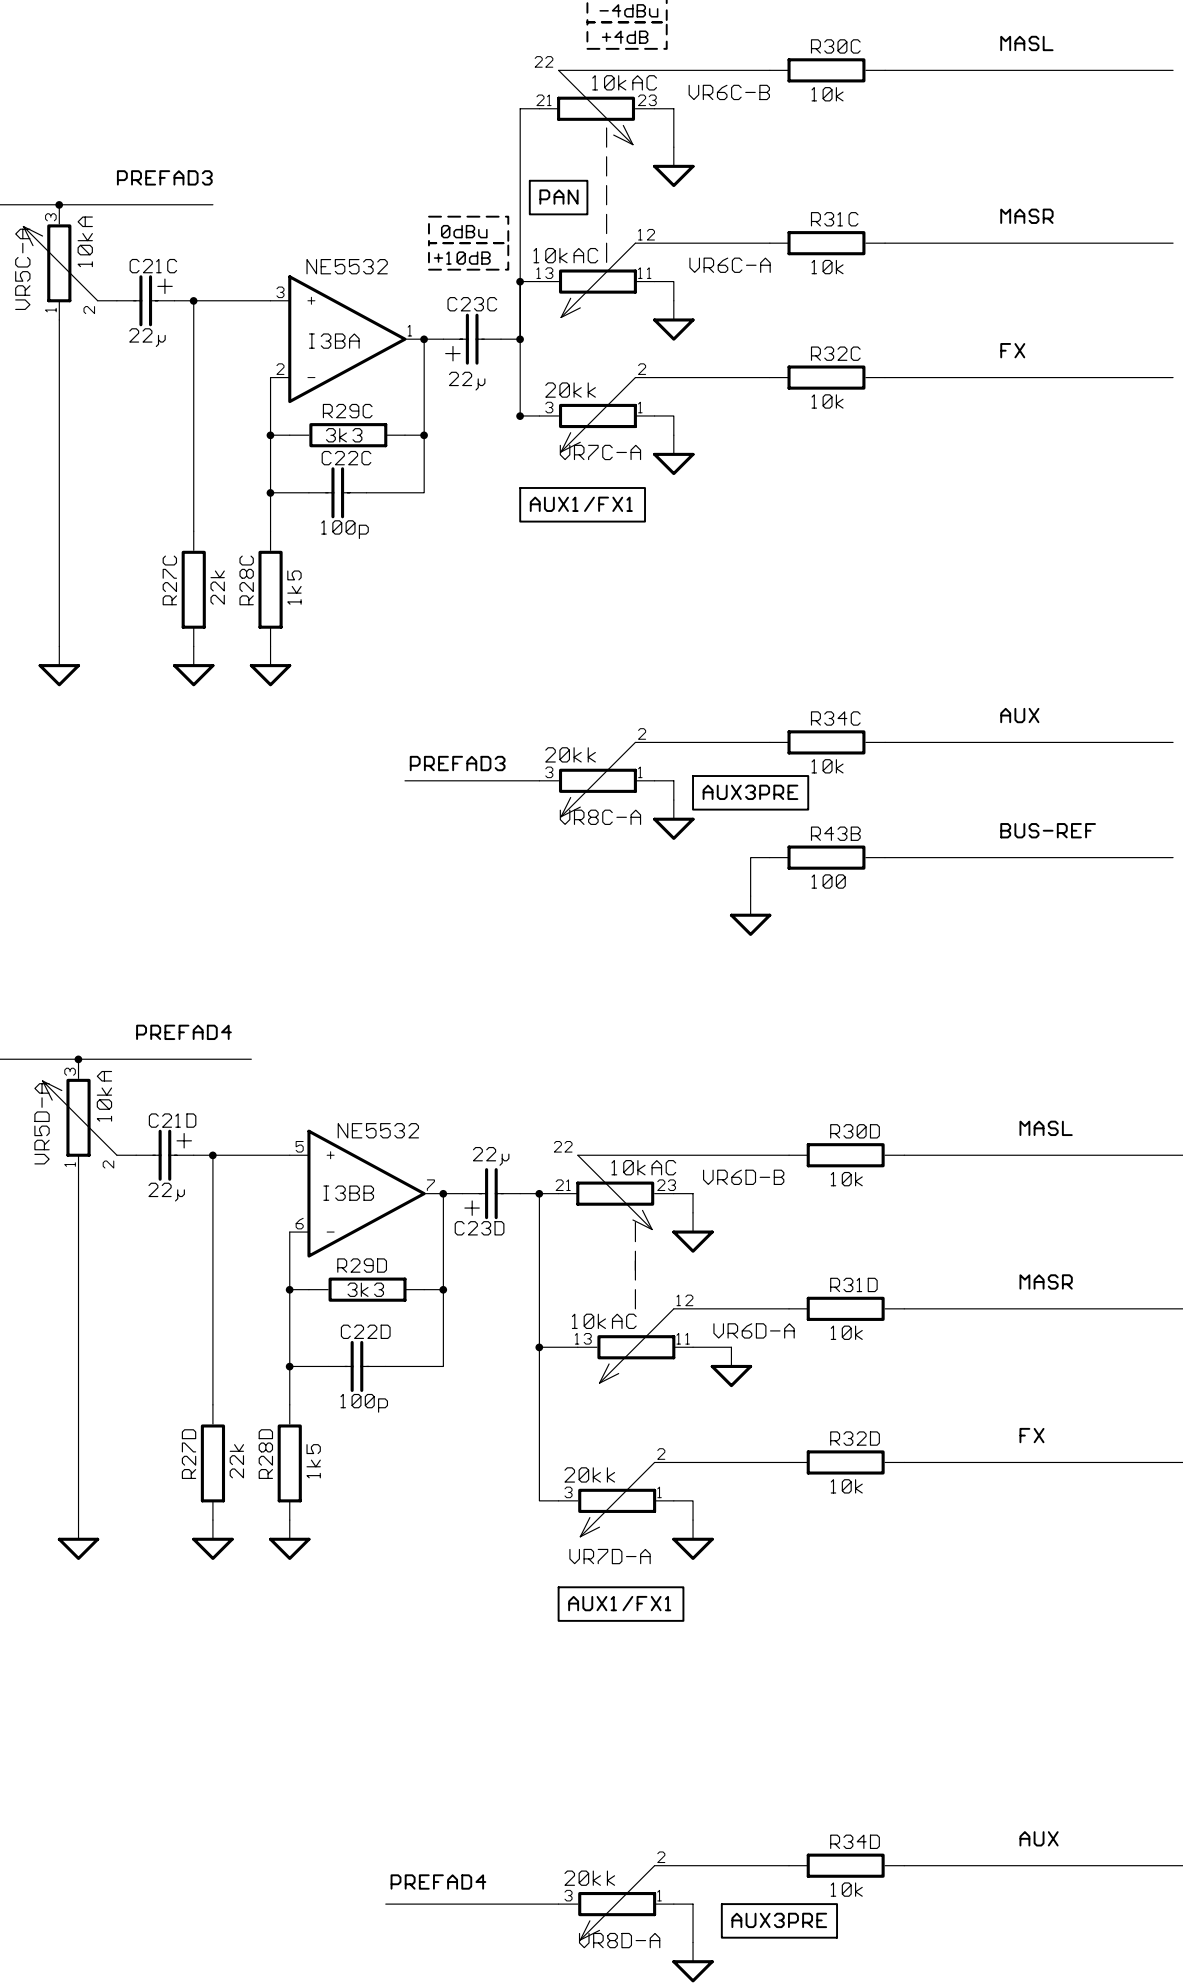 -4dBu
+4dB
22
10kAC
21
23
VR6C-B
R30C
10k
MASL
PREFAD3
3
VR5C-A
10kA
1
2
C21C
+
22µ
NE5532
3
+
I3BA
1
2
-
0dBu
+10dB
C23C
+
22µ
PAN
12
10kAC
13
11
VR6C-A
R31C
10k
MASR
2
20kk
3
1
VR7C-A
R32C
10k
FX
AUX1/FX1
R29C
3k3
C22C
100p
R27C
22k
R28C
1k5
PREFAD3
2
20kk
3
1
VR8C-A
AUX3PRE
R34C
10k
AUX
R43B
100
BUS-REF
PREFAD4
3
VR5D-A
10kA
1
2
C21D
+
22µ
NE5532
5
+
I3BB
7
6
-
22µ
+
C23D
22
10kAC
21
23
VR6D-B
R30D
10k
MASL
12
10kAC
13
11
VR6D-A
R31D
10k
MASR
R29D
3k3
C22D
100p
R27D
22k
R28D
1k5
2
20kk
3
1
VR7D-A
R32D
10k
FX
AUX1/FX1
PREFAD4
2
20kk
3
1
VR8D-A
AUX3PRE
R34D
10k
AUX